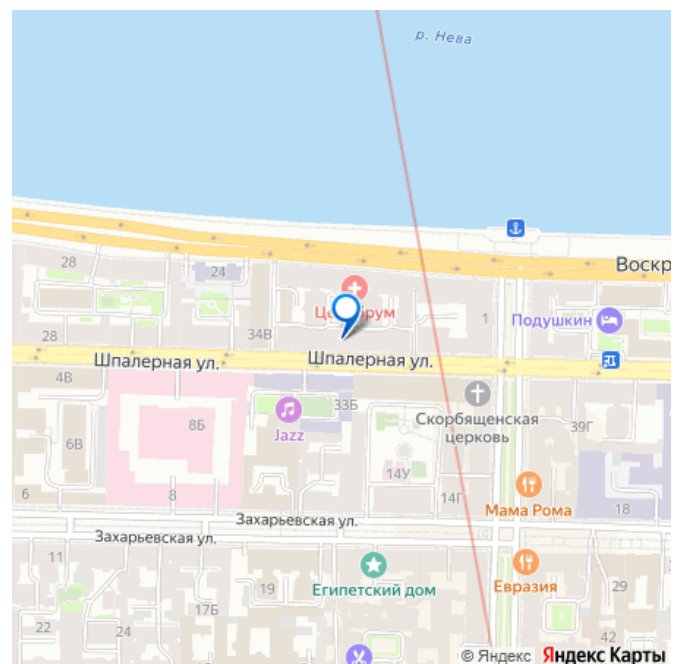 р. Нева
28
24
Воскр
Подушкин
1
34В
28
Шпалерная ул.
Шпалерная ул.
4В
33Б
Скорбященская
церковь
39Г
8Б
Jazz
6В
14У
14Г
6
8
Мама Рома
18
Захарьевская ул.
Захарьевская ул.
11
19
Египетский дом
Евразия
29
17Б
22
24
42
© Яндекс Яндекс Карты